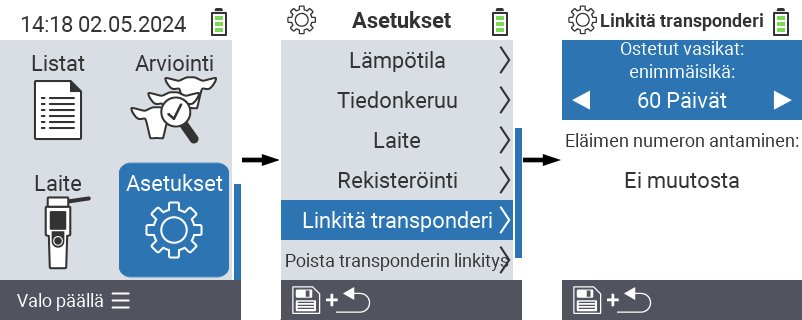 14:18 02.05.2024
Listat
Arviointi
Laite
Asetukset
Valo päällä
Asetukset
Lämpötila
Tiedonkeruu
Laite
Rekisteröinti
Linkitä transponderi
Poista transponderin linkitys
+
Linkitä transponderi
Ostetut vasikat:
enimmäisikä:
60 Päivät
Eläimen numeron antaminen:
Ei muutosta
+